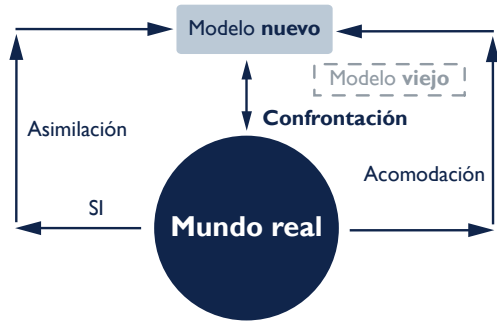 Modelo nuevo
Modelo viejo
Confrontación
Asimilación
Acomodación
SI
Mundo real